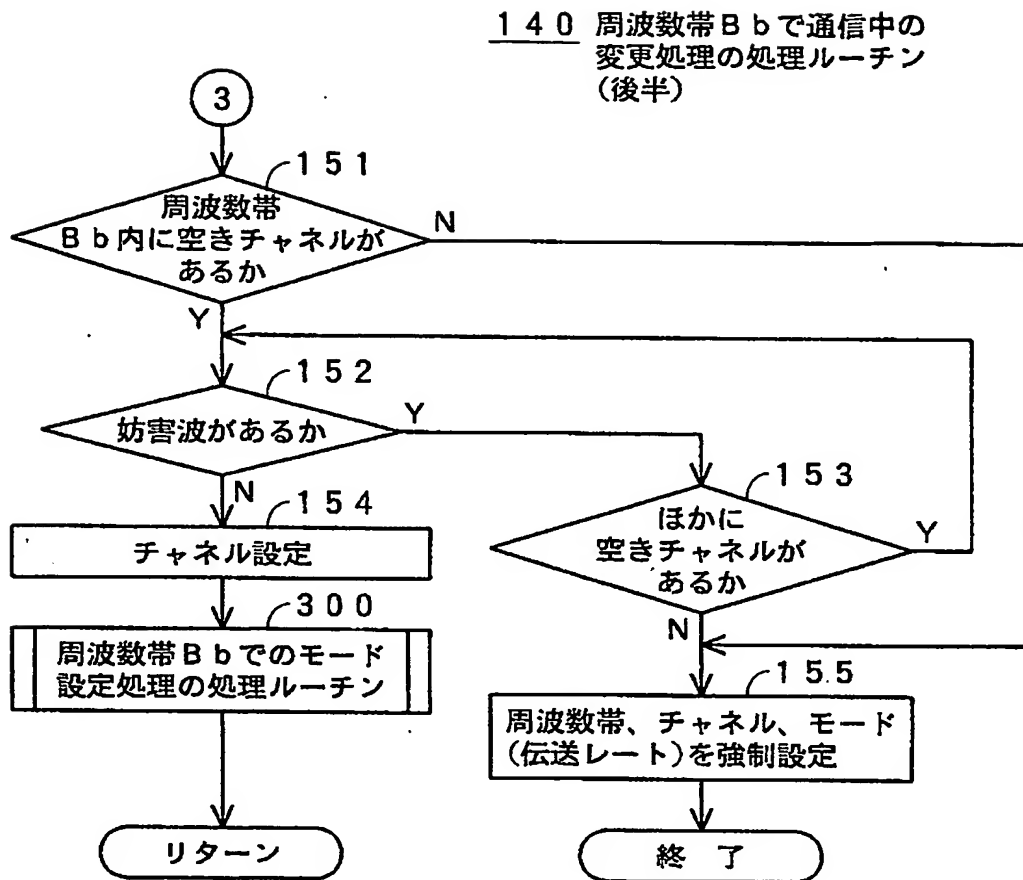 140 周波数帯Bbで通信中の
変更処理の処理ルーチン
(後半)
3
151
周波数帯
Bb内に空きチャネルが
あるか
N
Y
152
妨害波があるか
Y
N
153
ほかに
空きチャネルが
あるか
Y
N
154
チャネル設定
300
周波数帯Bbでのモード
設定処理の処理ルーチン
15.5
周波数帯、チャネル、モード
(伝送レート)を強制設定
リターン
終了